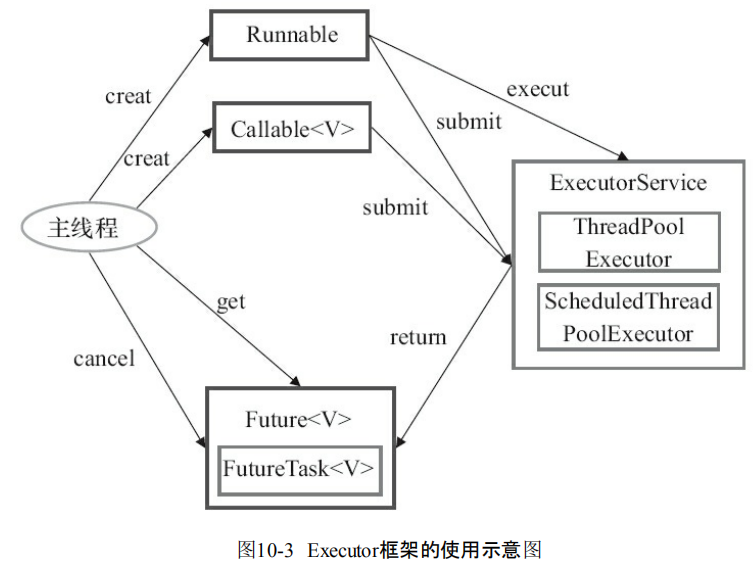 Runnable
creat
execut
submit
Callable<V>
creat
ExecutorService
submit
主线程
ThreadPool
Executor
get
ScheduledThread
PoolExecutor
return
cancel
Future<V>
FutureTask<V>
图10-3 Executor框架的使用示意图